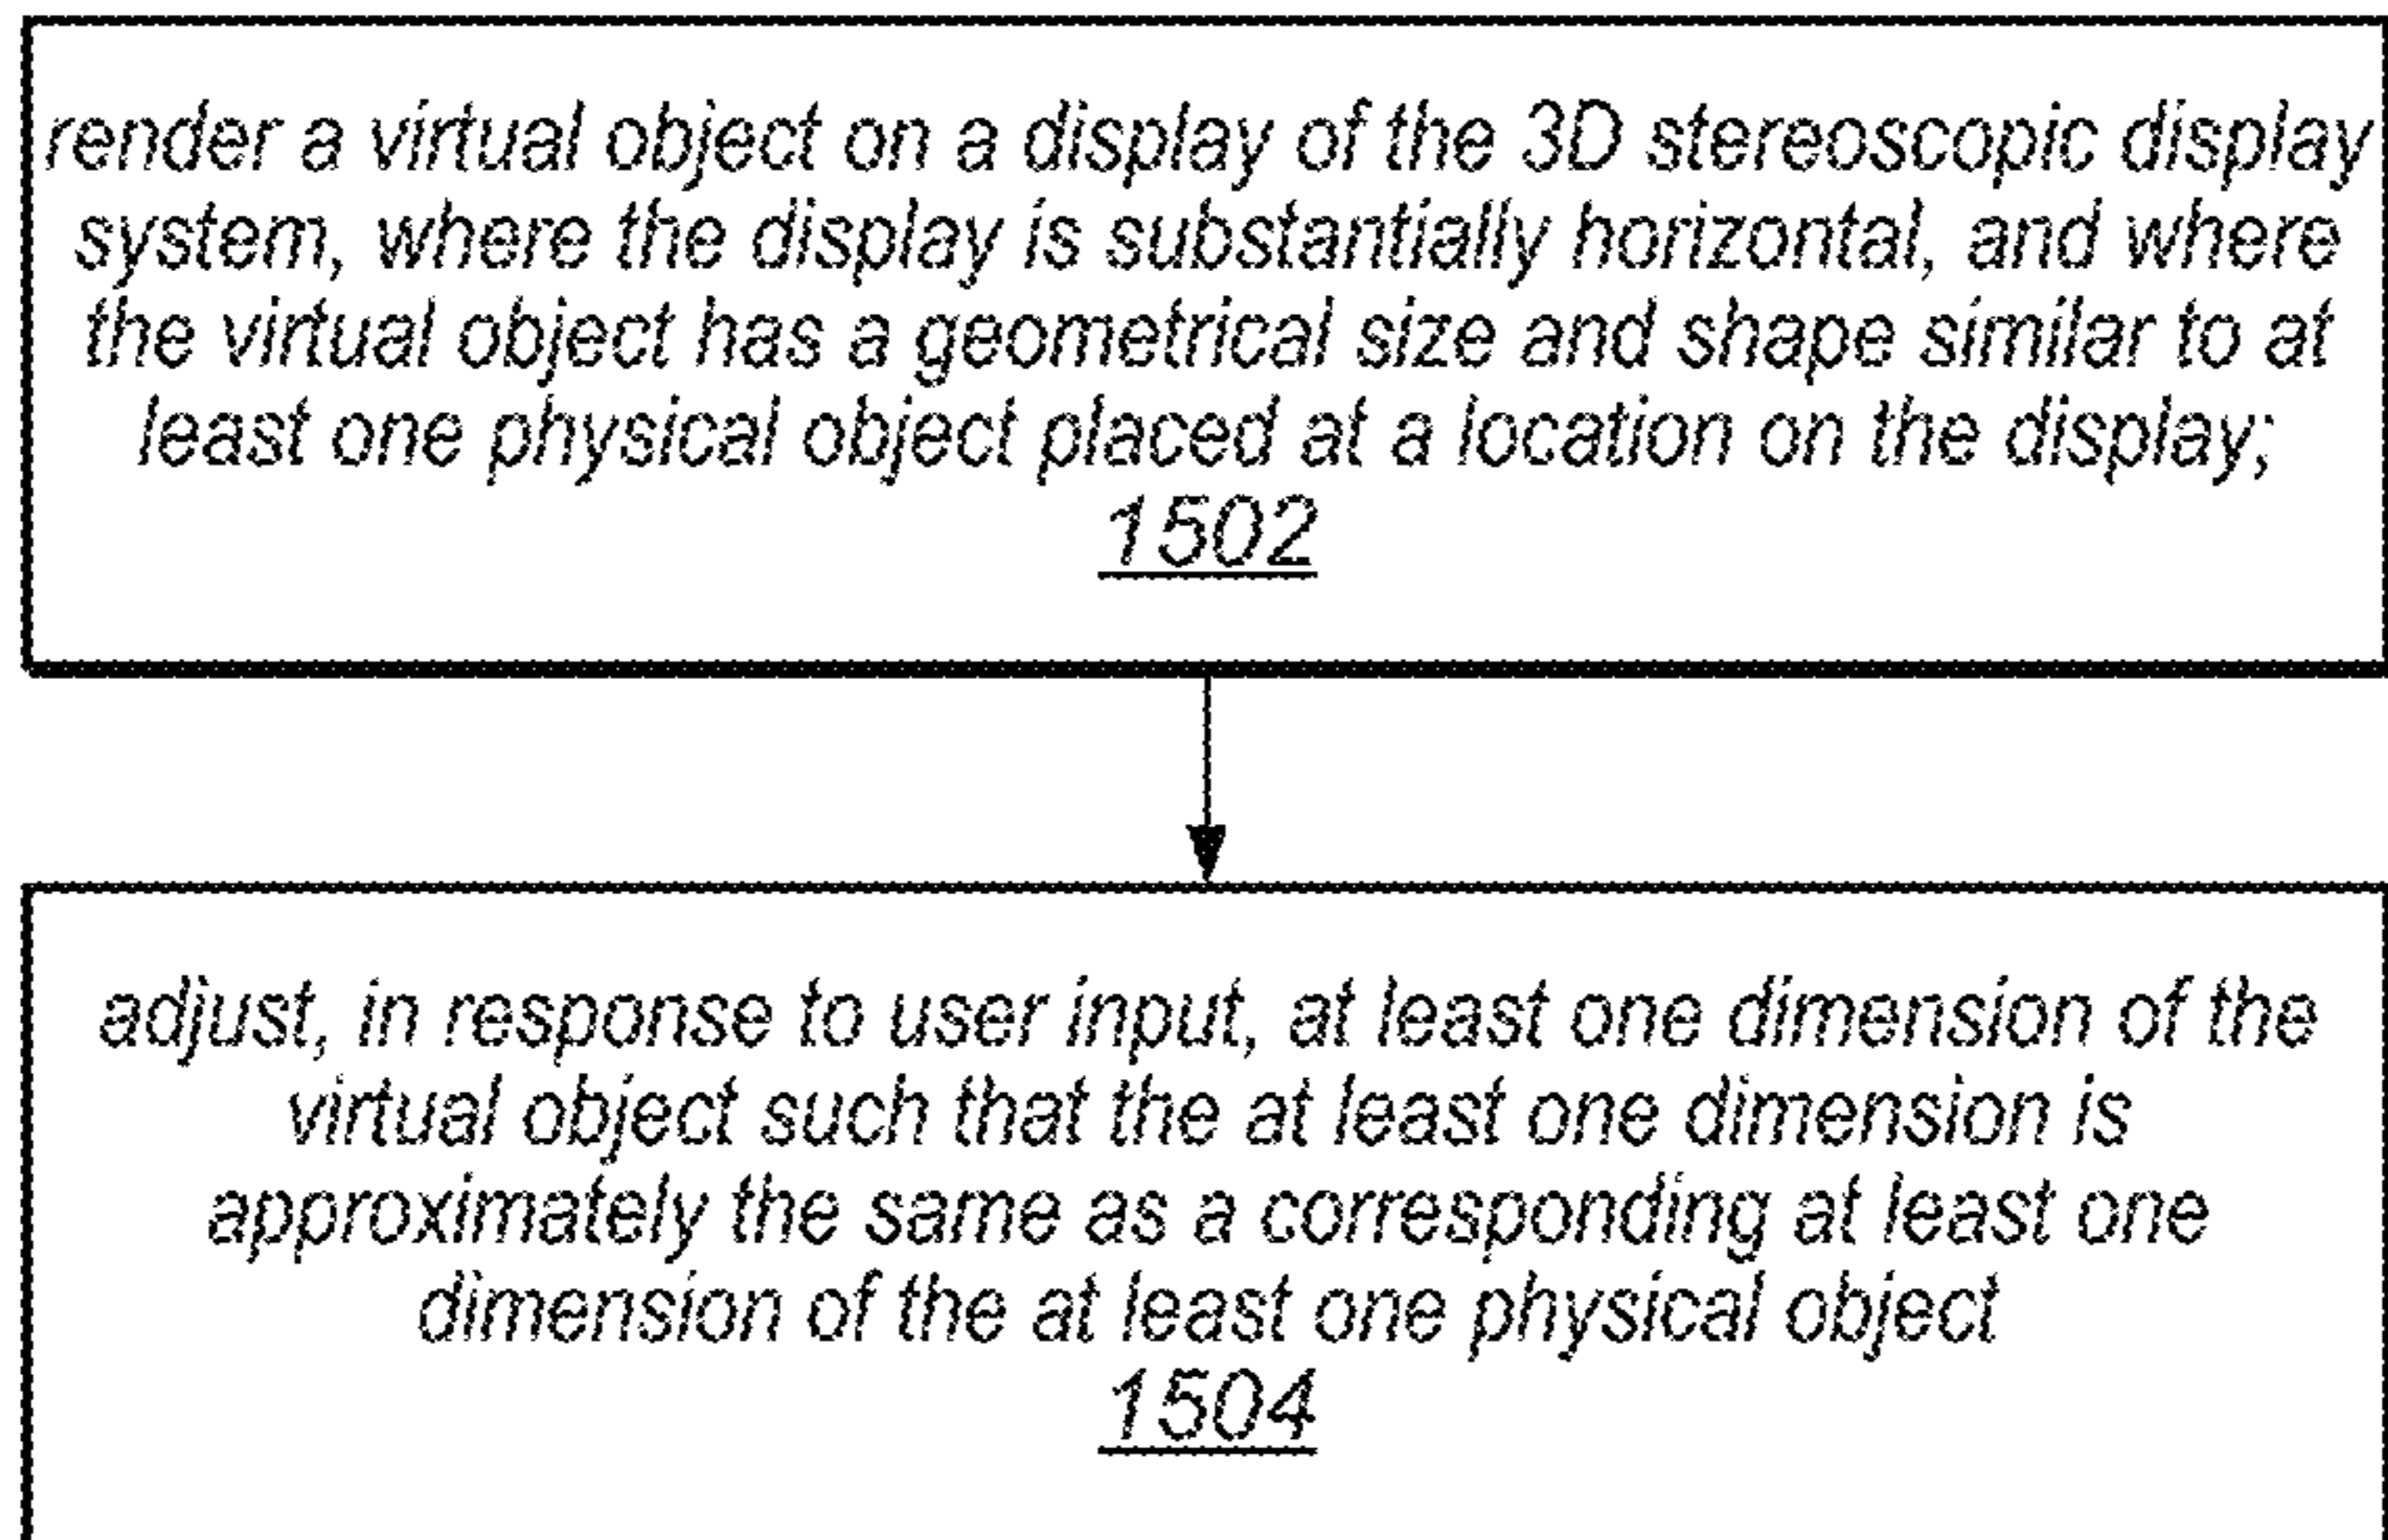 render a virtual object on a display of the 3D stereoscopic display
system, where the display is substantially horizontal, and where
the virtual object has a geometrical size and shape similar to at
least one physical object placed at a location on the display;
1502
adjust, in response to user input, at least one dimension of the
virtual object such that the at least one dimension is
approximately the same as a corresponding at least one
dimension of the at least one physical object
1504